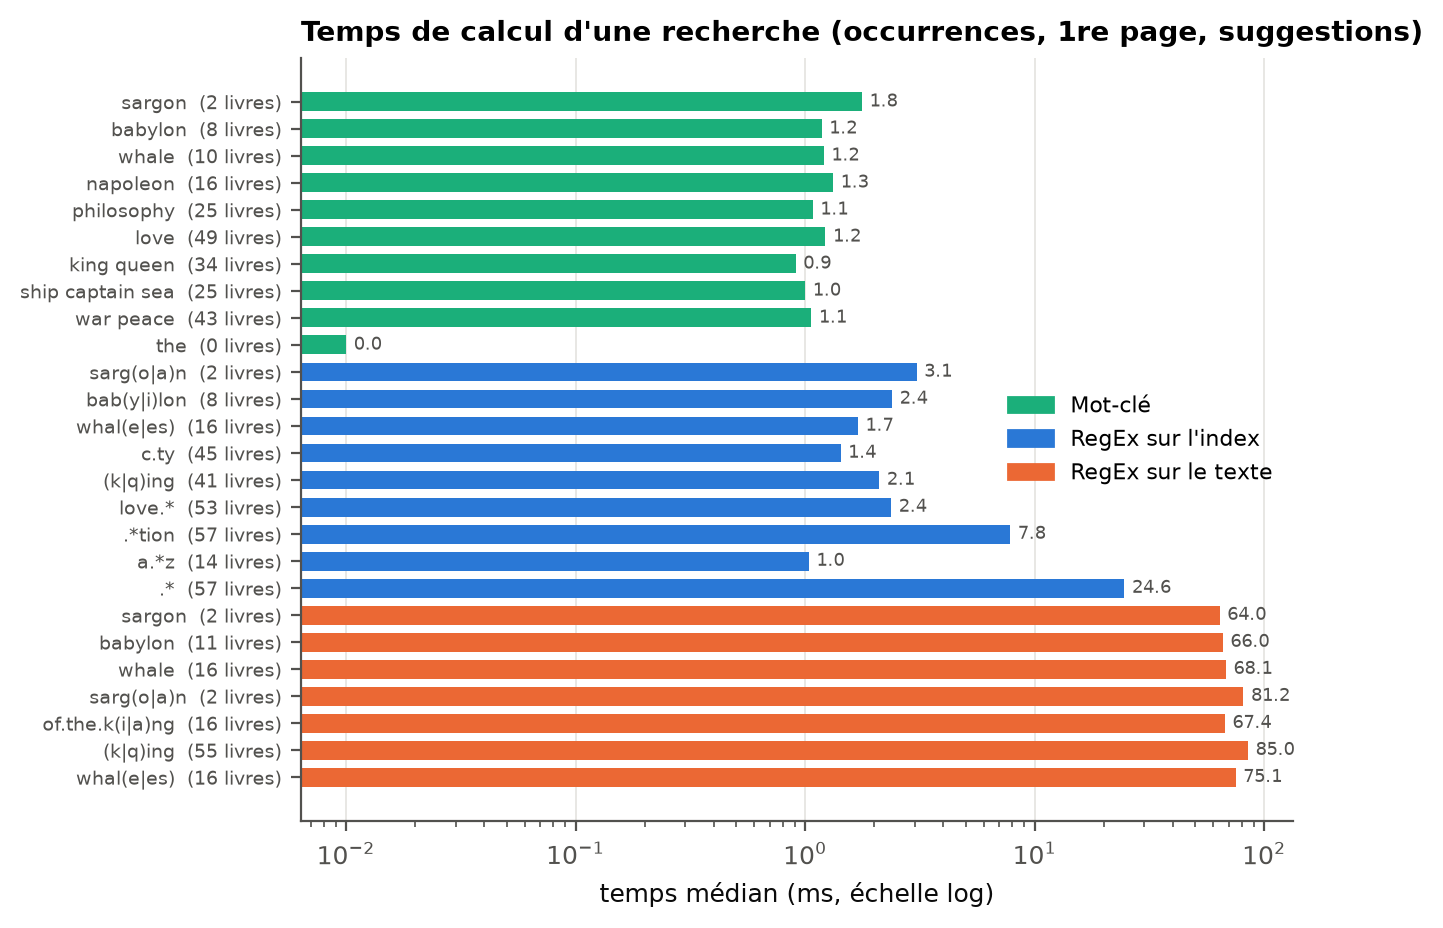 Temps de calcul d'une recherche (occurrences, 1re page, suggestions)
sargon (2 livres) 1.8
babylon (8 livres) 1.2
whale (10 livres) 1.2
napoleon (16 livres) 1.3
philosophy (25 livres) 1.1
love (49 livres) 1.2
king queen (34 livres) 0.9
ship captain sea (25 livres) 1.0
war peace (43 livres) 1.1
the (0 livres) 0.0
sarg(o|a)n (2 livres) 3.1
bab(y|i)lon (8 livres) 2.4
whal(e|es) (16 livres) 1.7
c.ty (45 livres) 1.4
(k|q)ing (41 livres) 2.1
love.* (53 livres) 2.4
.*tion (57 livres) 7.8
a.*z (14 livres) 1.0
.* (57 livres) 24.6
sargon (2 livres) 64.0
babylon (11 livres) 66.0
whale (16 livres) 68.1
sarg(o|a)n (2 livres) 81.2
of.the.k(i|a)ng (16 livres) 67.4
(k|q)ing (55 livres) 85.0
whal(e|es) (16 livres) 75.1
Mot-clé
RegEx sur l'index
RegEx sur le texte
10⁻² 10⁻¹ 10⁰ 10¹ 10²
temps médian (ms, échelle log)